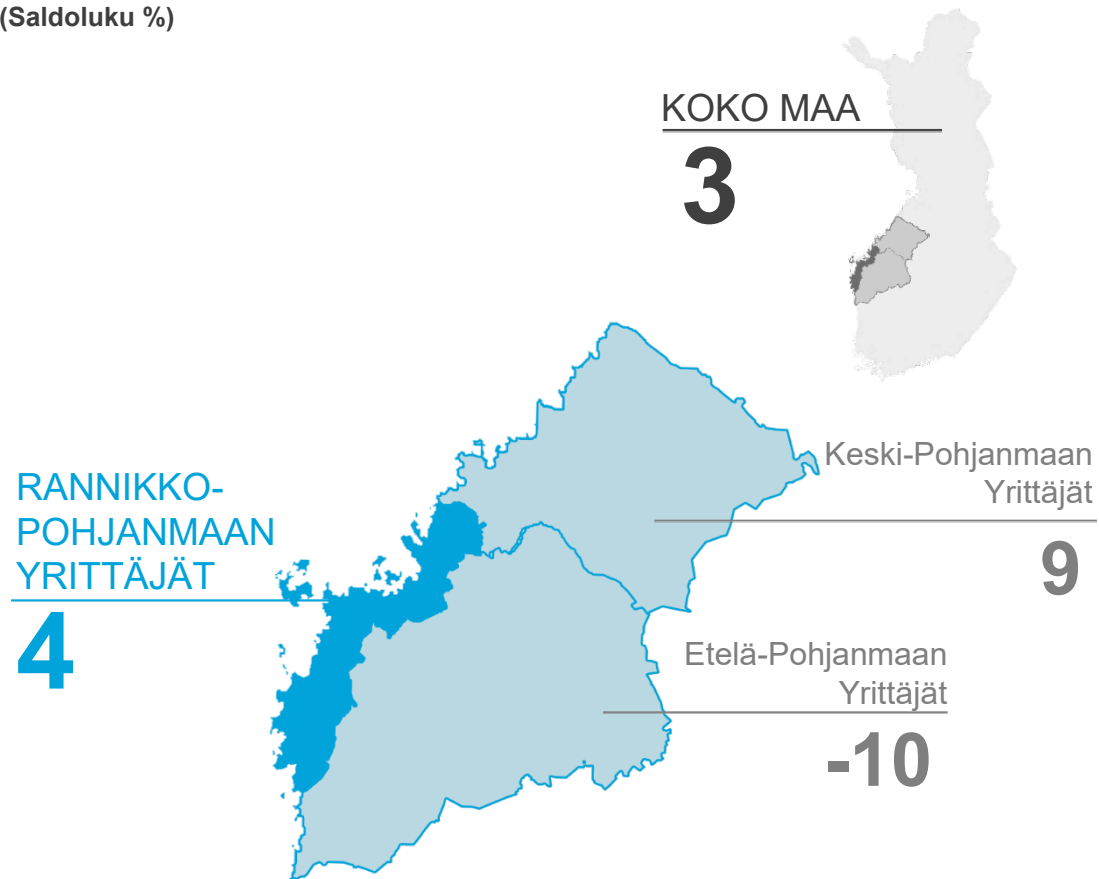 (Saldoluku %)
KOKO MAA
3
Keski-Pohjanmaan
Yrittäjät
9
RANNIKKO-
POHJANMAAN
YRITTÄJÄT
4
Etelä-Pohjanmaan
Yrittäjät
-10